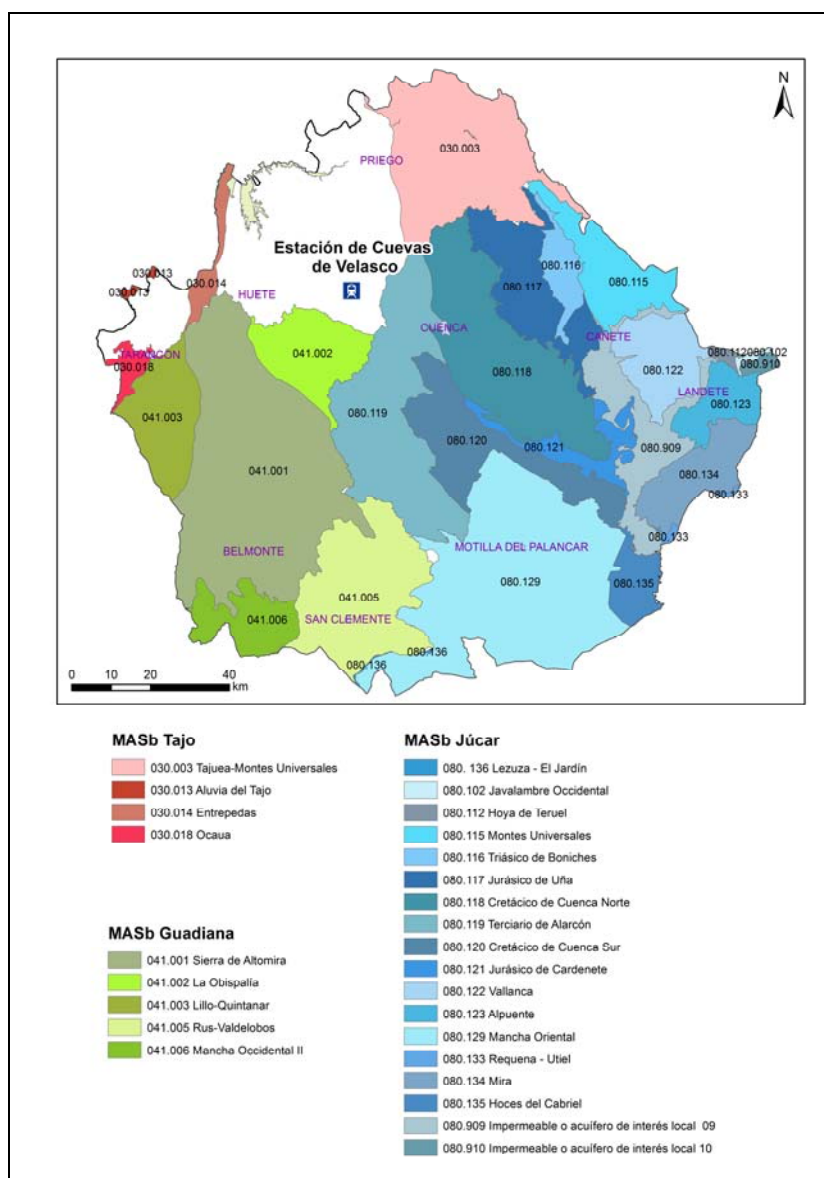 N
030.003
PRIEGO
Estación de Cuevas
de Velasco
080.116
030.013
030.013
030.014
080.117
080.115
HUETE
CUENCA
CAÑETE
TARANCÓN
030.018
041.002
080.112
080.102
080.910
080.118
080.122
LANDETE
041.003
080.119
080.123
080.120
080.121
080.909
041.001
080.134
080.133
080.133
BELMONTE
MOTILLA DEL PALANCAR
080.129
080.135
041.005
041.006
SAN CLEMENTE
080.136
080.136
0 10 20 40
km
MASb Tajo
030.003 Tajuea-Montes Universales
030.013 Aluvia del Tajo
030.014 Entrepedas
030.018 Ocaua
MASb Guadiana
041.001 Sierra de Altomira
041.002 La Obispalía
041.003 Lillo-Quintanar
041.005 Rus-Valdelobos
041.006 Mancha Occidental II
MASb Júcar
080. 136 Lezuza - El Jardín
080.102 Javalambre Occidental
080.112 Hoya de Teruel
080.115 Montes Universales
080.116 Triásico de Boniches
080.117 Jurásico de Uña
080.118 Cretácico de Cuenca Norte
080.119 Terciario de Alarcón
080.120 Cretácico de Cuenca Sur
080.121 Jurásico de Cardenete
080.122 Vallanca
080.123 Alpuente
080.129 Mancha Oriental
080.133 Requena - Utiel
080.134 Mira
080.135 Hoces del Cabriel
080.909 Impermeable o acuífero de interés local 09
080.910 Impermeable o acuífero de interés local 10